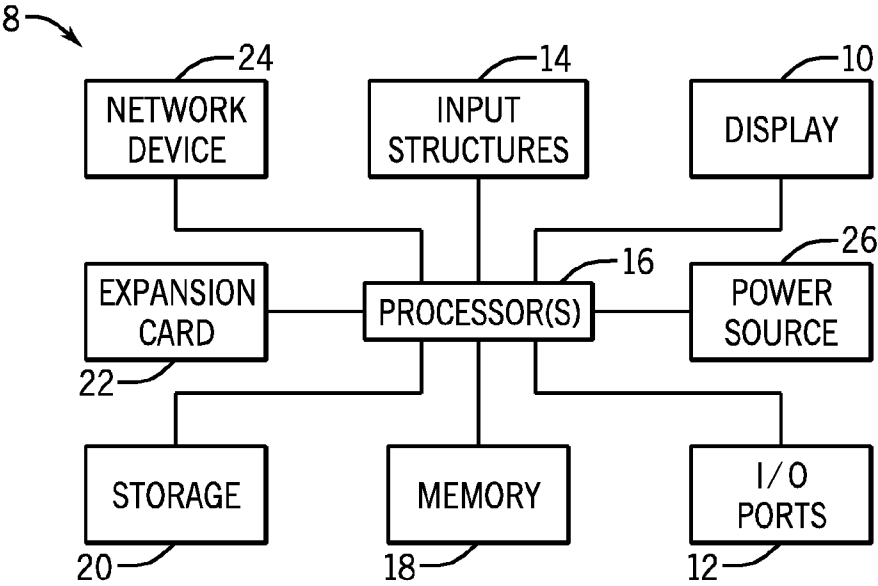 8
24
14
10
NETWORK
DEVICE
INPUT
STRUCTURES
DISPLAY
16
26
EXPANSION
CARD
PROCESSOR(S)
POWER
SOURCE
22
STORAGE
MEMORY
I/O
PORTS
20
18
12